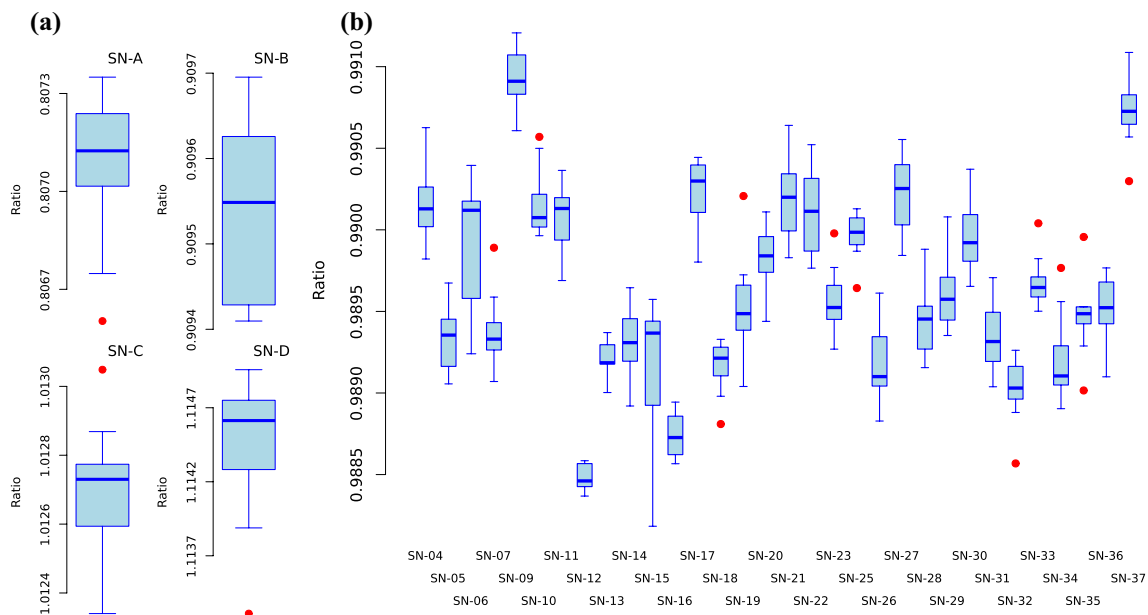 (a)
SN-A
Ratio
0.8067
0.8070
0.8073
SN-B
Ratio
0.9094
0.9095
0.9096
0.9097
SN-C
Ratio
1.0124
1.0126
1.0128
1.0130
SN-D
Ratio
1.1137
1.1142
1.1147
(b)
Ratio
0.9885
0.9890
0.9895
0.9900
0.9905
0.9910
SN-04 SN-07 SN-11 SN-14 SN-17 SN-20 SN-23 SN-27 SN-30 SN-33 SN-36
SN-05 SN-09 SN-12 SN-15 SN-18 SN-21 SN-25 SN-28 SN-31 SN-34 SN-37
SN-06 SN-10 SN-13 SN-16 SN-19 SN-22 SN-26 SN-29 SN-32 SN-35